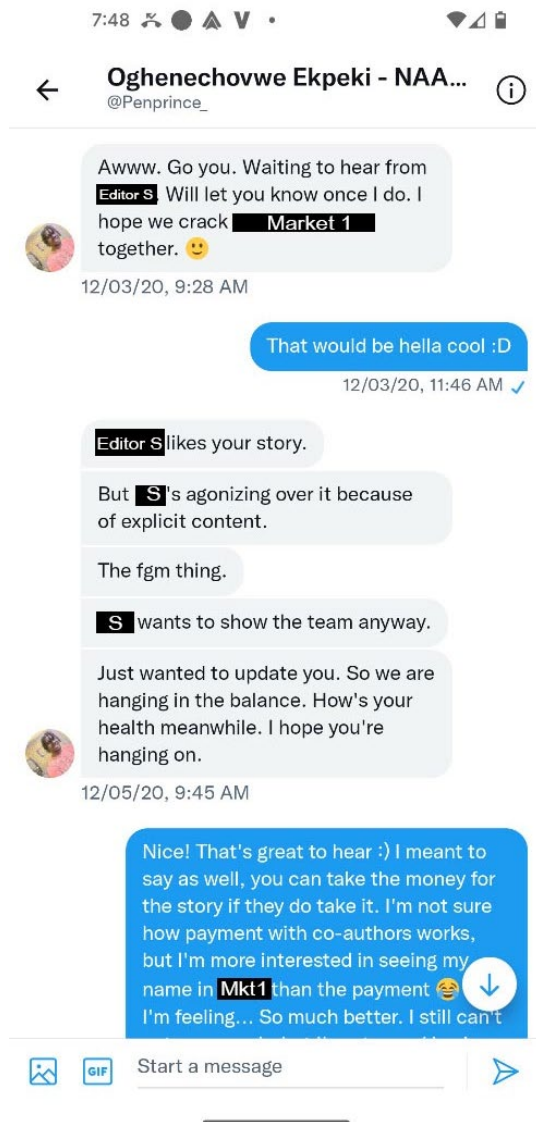 7:48
Oghenechovwe Ekpeki - NAA...
@Penprince_
Awww. Go you. Waiting to hear from
Editor S. Will let you know once I do. I
hope we crack Market 1
together. 🙂
12/03/20, 9:28 AM
That would be hella cool :D
12/03/20, 11:46 AM
Editor S likes your story.
But S's agonizing over it because
of explicit content.
The fgm thing.
S wants to show the team anyway.
Just wanted to update you. So we are
hanging in the balance. How's your
health meanwhile. I hope you're
hanging on.
12/05/20, 9:45 AM
Nice! That's great to hear :) I meant to
say as well, you can take the money for
the story if they do take it. I'm not sure
how payment with co-authors works,
but I'm more interested in seeing my
name in Mkt1 than the payment 😂
I'm feeling... So much better. I still can't
GIF
Start a message